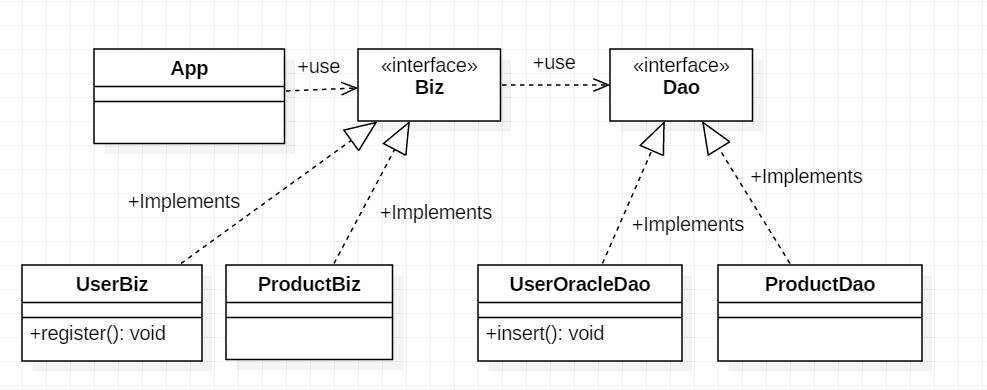 App
+use
«interface»
Biz
+use
«interface»
Dao
+Implements
+Implements
+Implements
+Implements
UserBiz
+register(): void
ProductBiz
UserOracleDao
+insert(): void
ProductDao